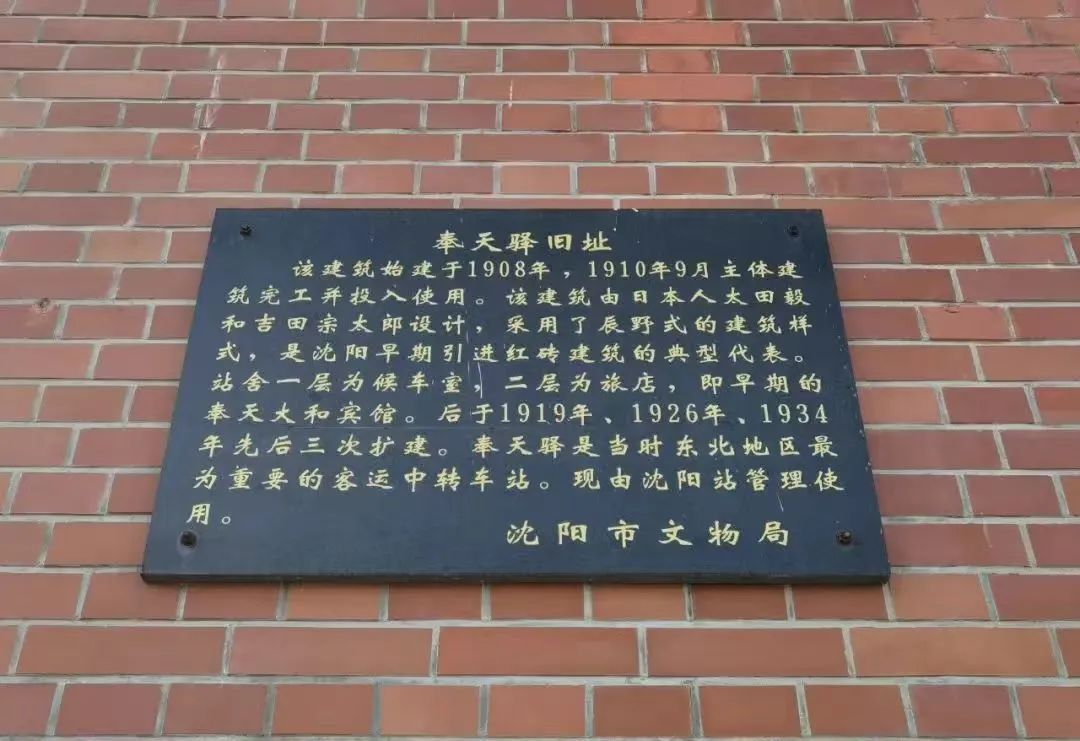 奉天驿旧址
该建筑始建于1908年，1910年9月主体建
筑完工并投入使用。该建筑由日本人太田毅
和吉田宗太郎设计，采用了辰野式的建筑样
式，是沈阳早期引进红砖建筑的典型代表。
站舍一层为候车室，二层为旅店，即早期的
奉天大和宾馆。后于1919年、1926年、1934
年先后三次扩建。奉天驿是当时东北地区最
为重要的客运中转车站。现由沈阳站管理使
用。
沈阳市文物局